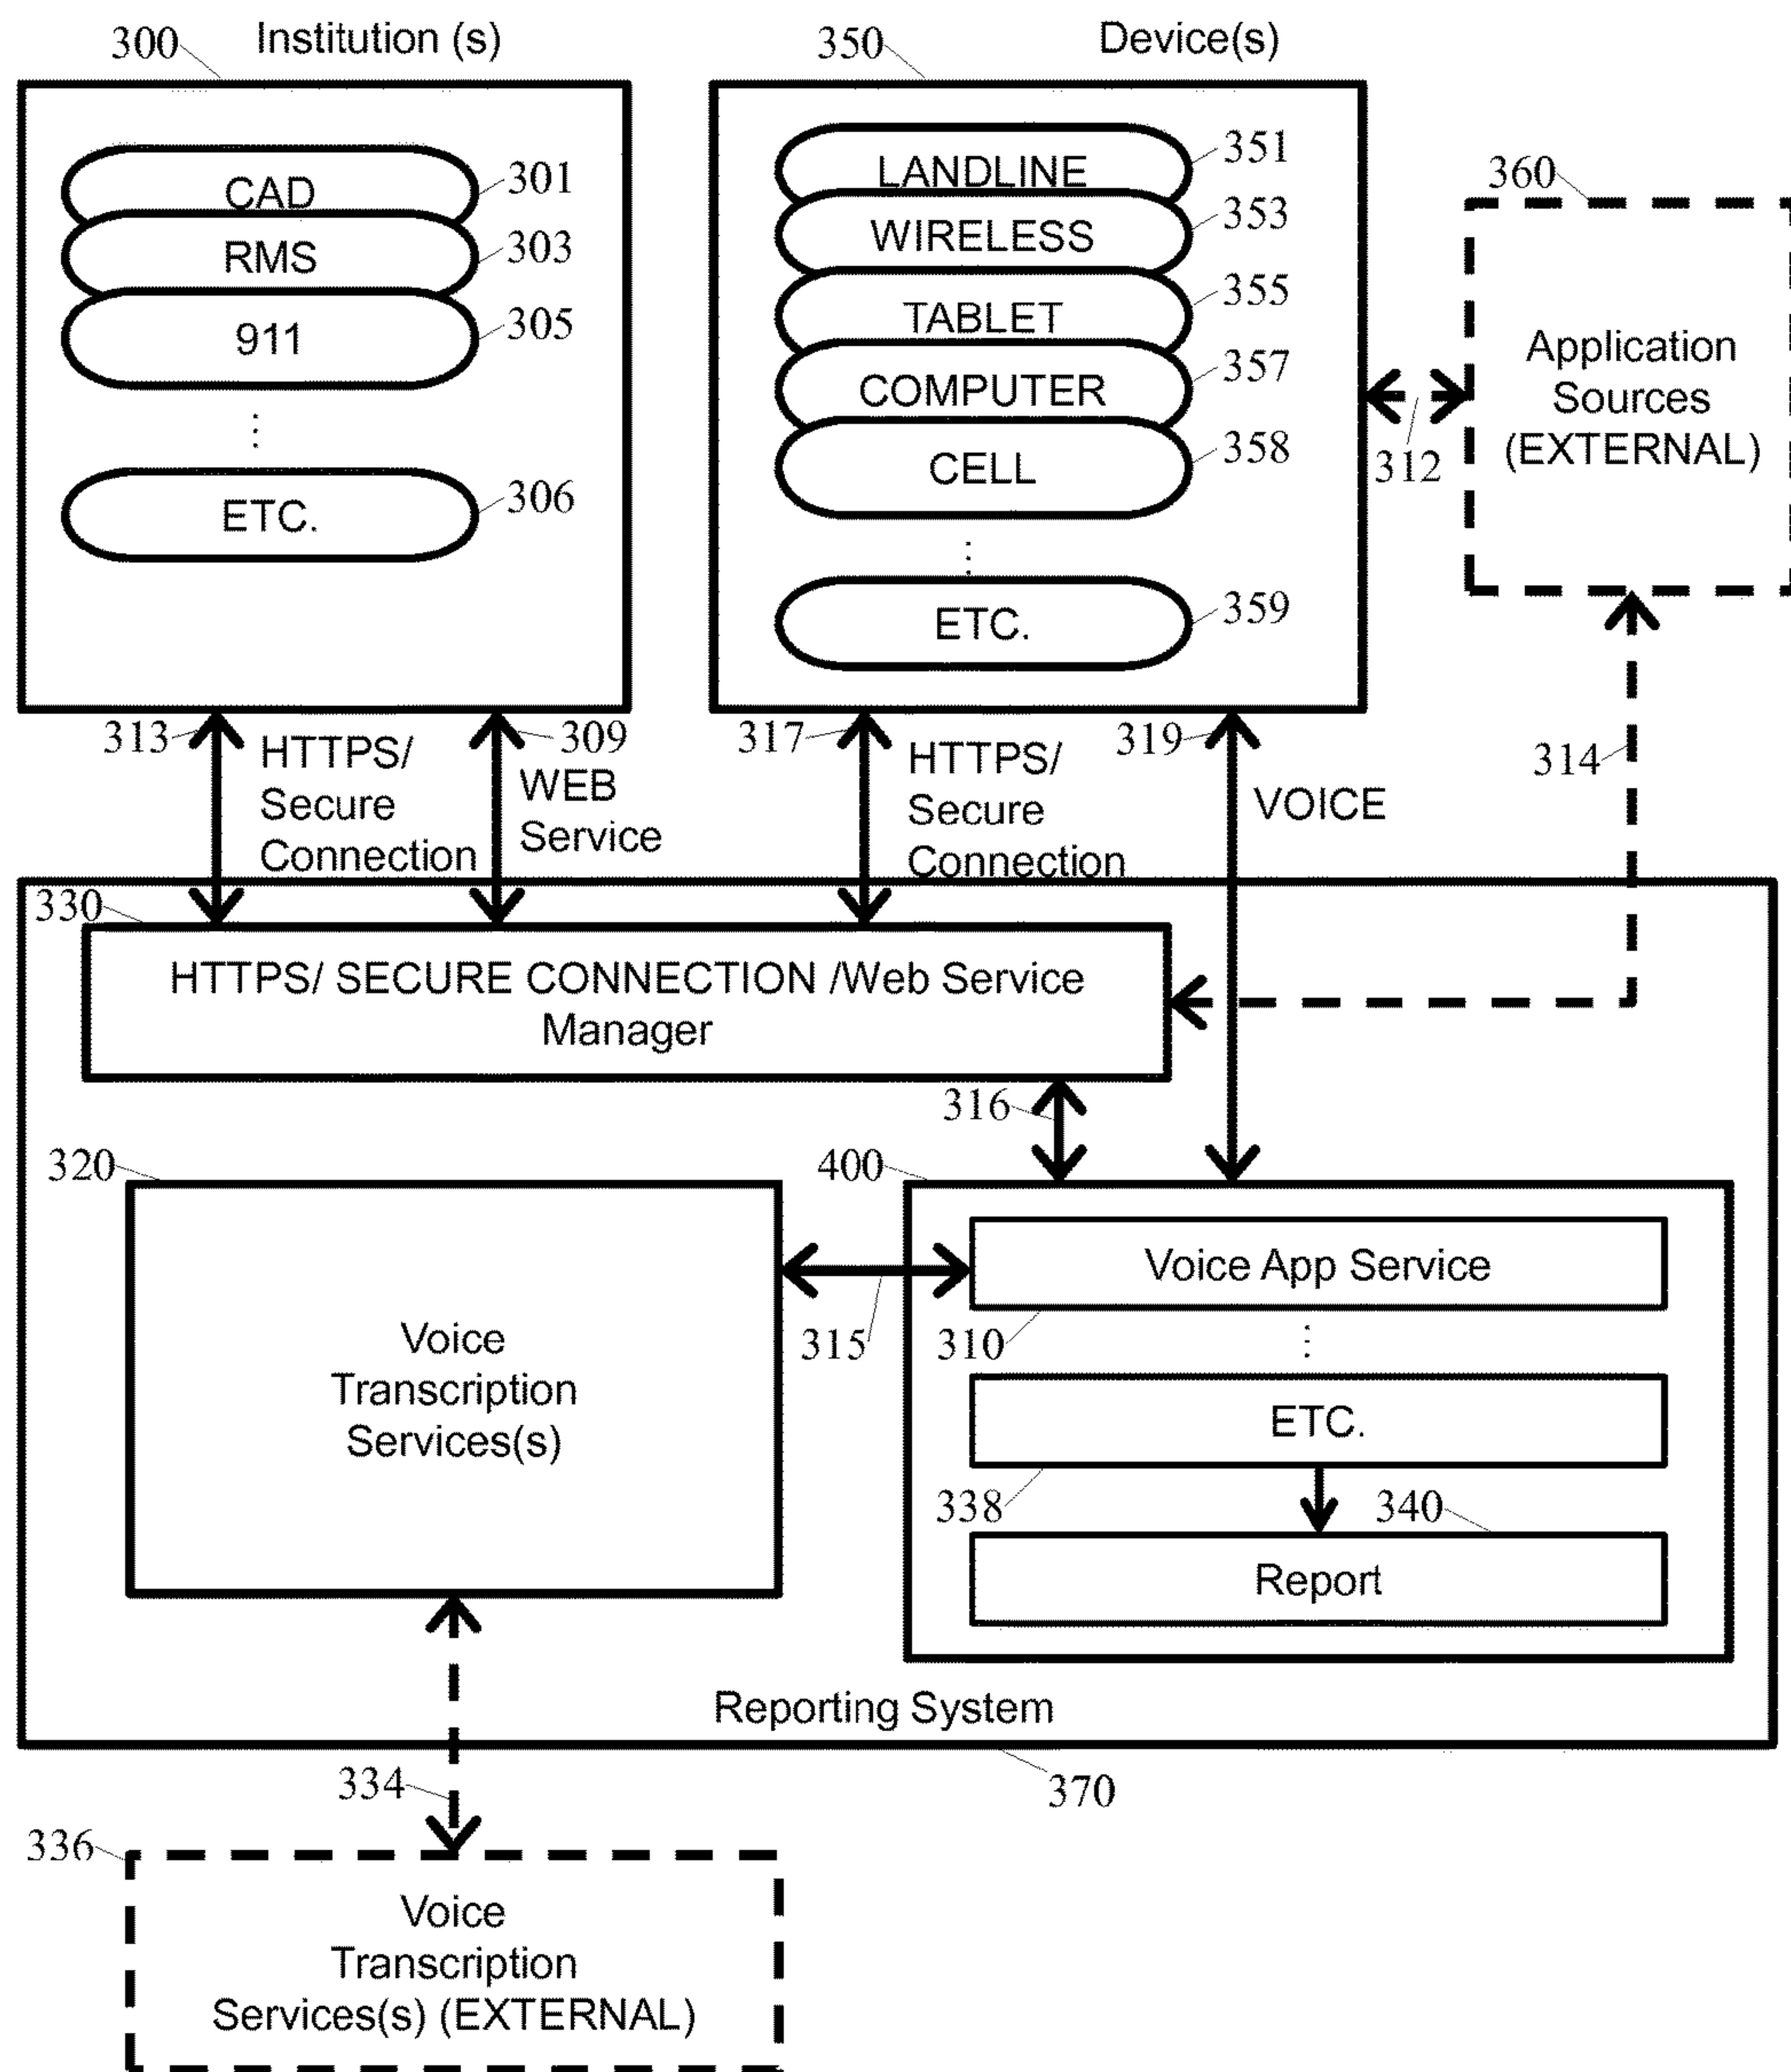 300
Institution (s)
350
Device(s)
CAD
301
RMS
303
911
305
ETC.
306
LANDLINE
351
WIRELESS
353
TABLET
355
COMPUTER
357
CELL
358
ETC.
359
360
Application
Sources
(EXTERNAL)
312
314
313
HTTPS/
Secure
Connection
309
WEB
Service
317
HTTPS/
Secure
Connection
319
VOICE
330
HTTPS/ SECURE CONNECTION /Web Service
Manager
316
320
Voice
Transcription
Services(s)
315
400
Voice App Service
310
ETC.
338
340
Report
Reporting System
370
334
336
Voice
Transcription
Services(s) (EXTERNAL)